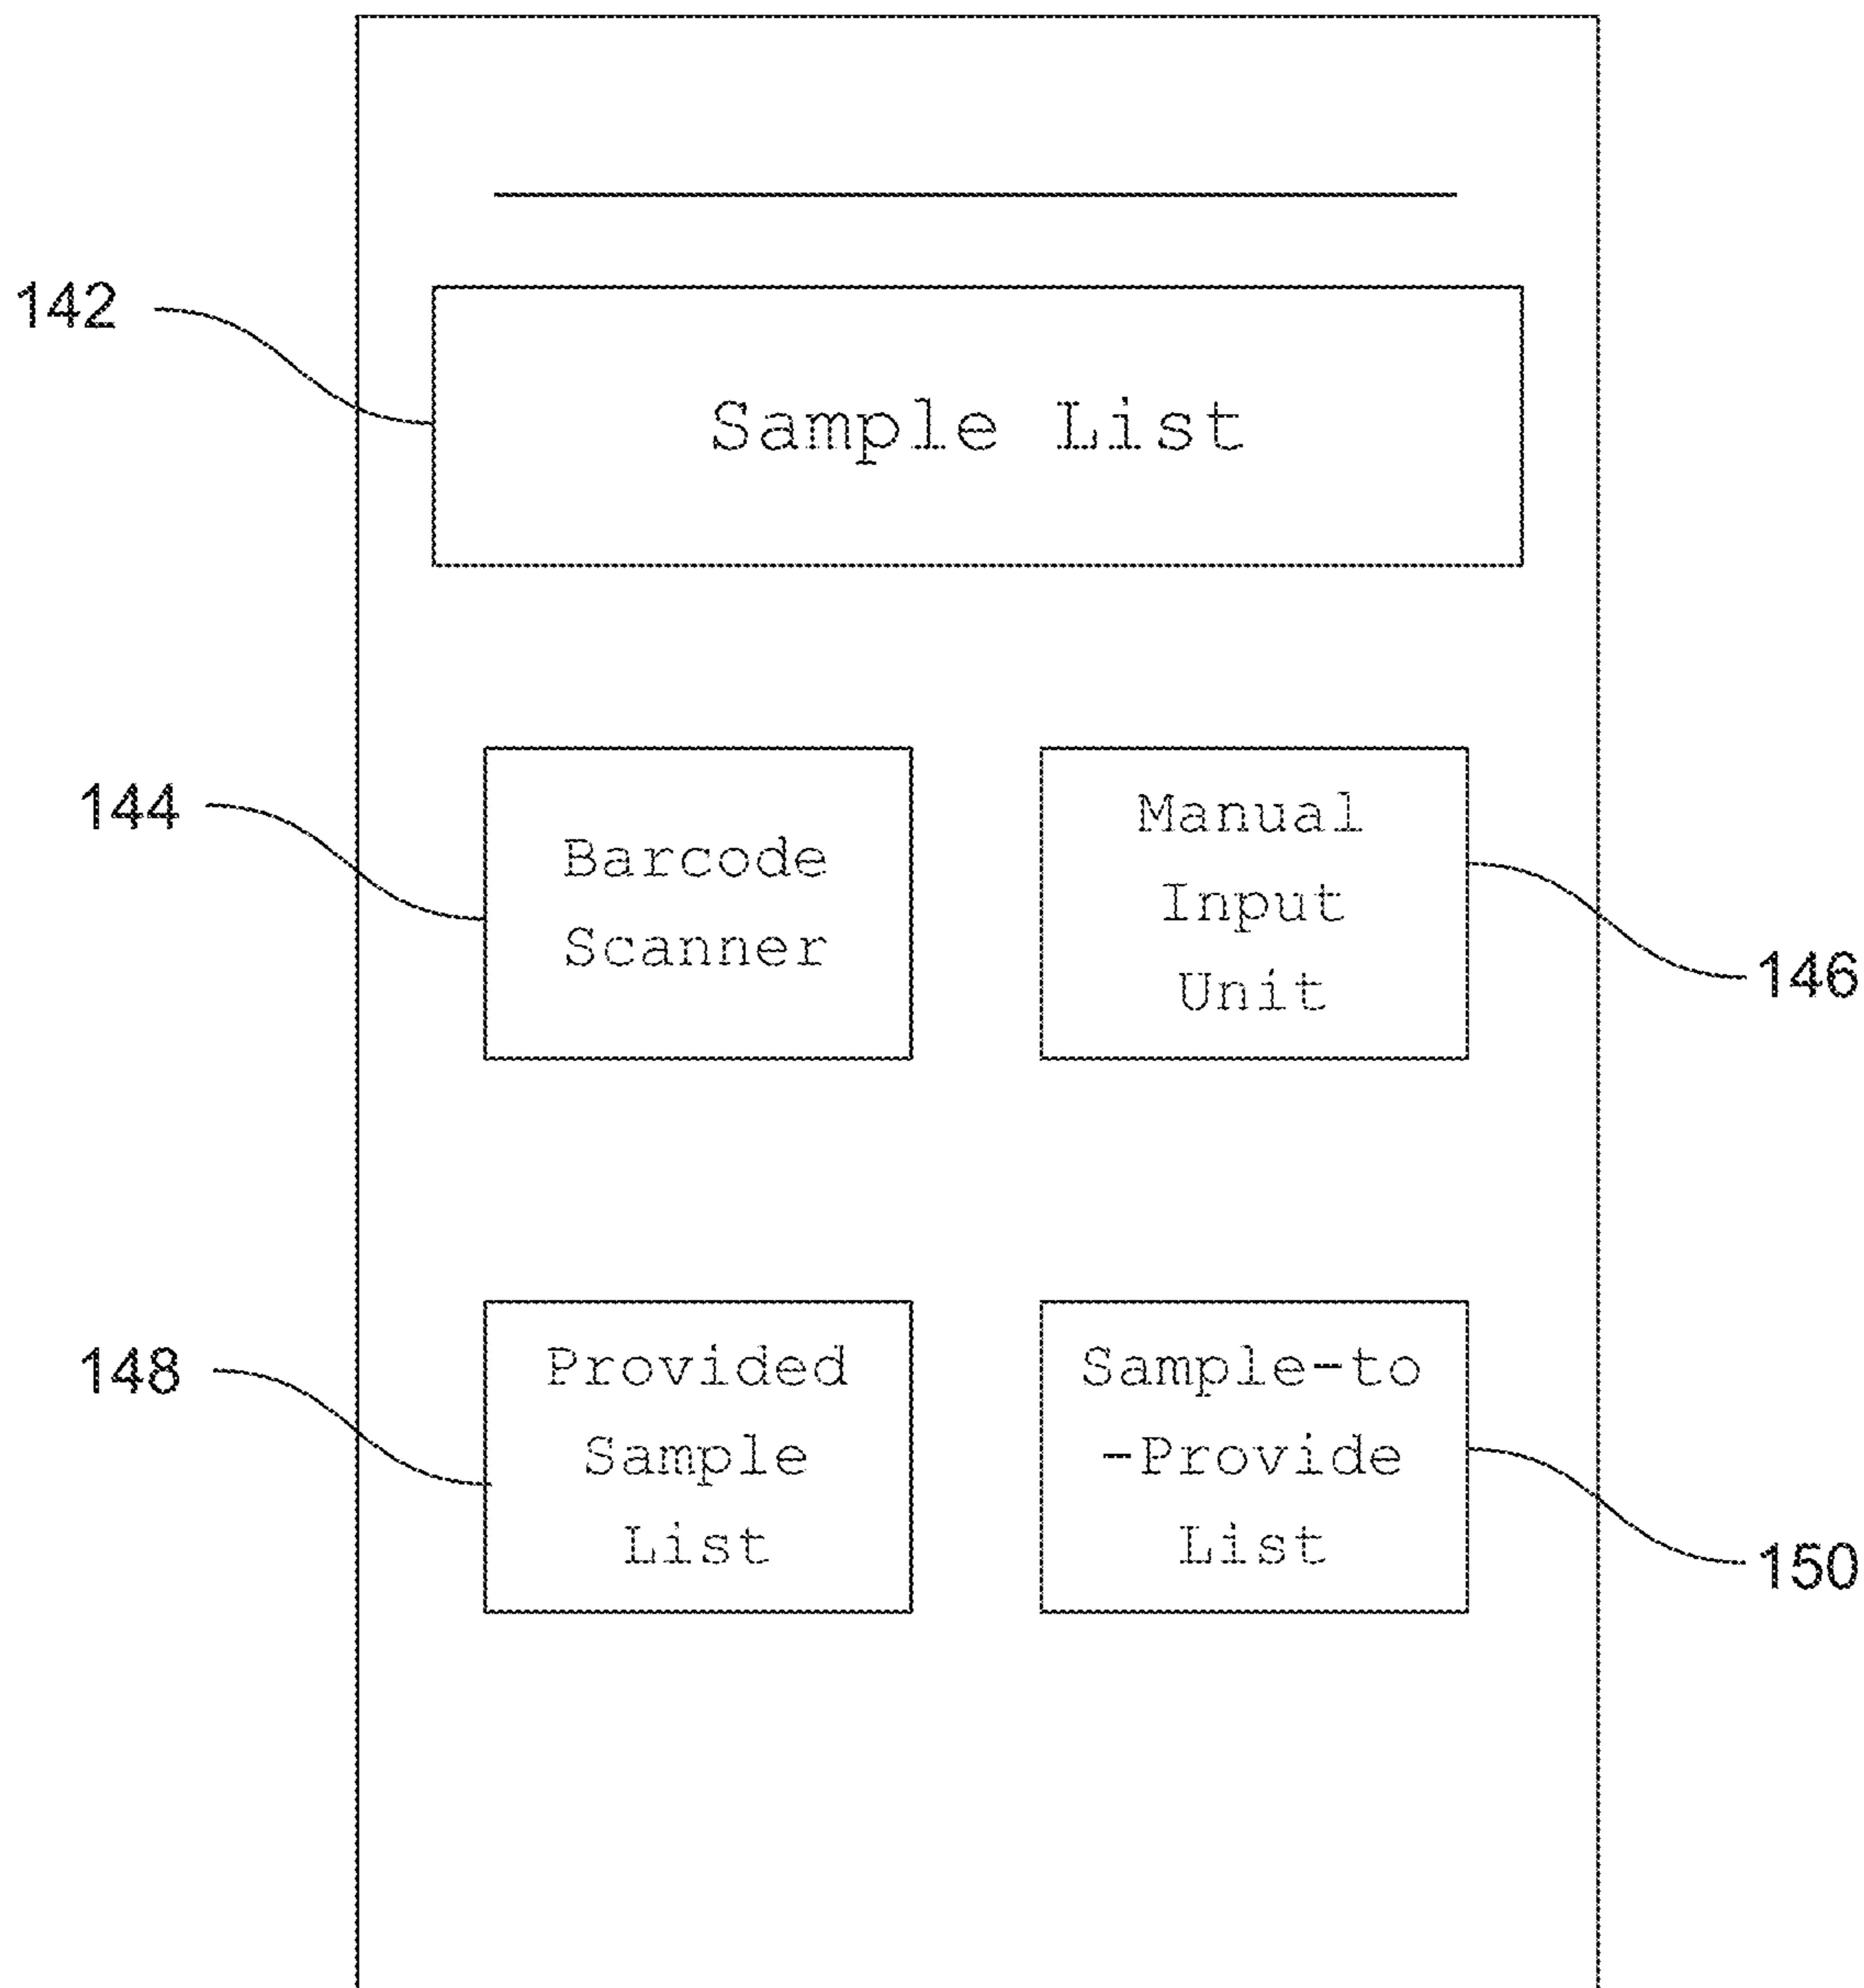 142
Sample List
144
Barcode
Scanner
Manual
Input
Unit
146
148
Provided
Sample
List
Sample-to
-Provide
List
150